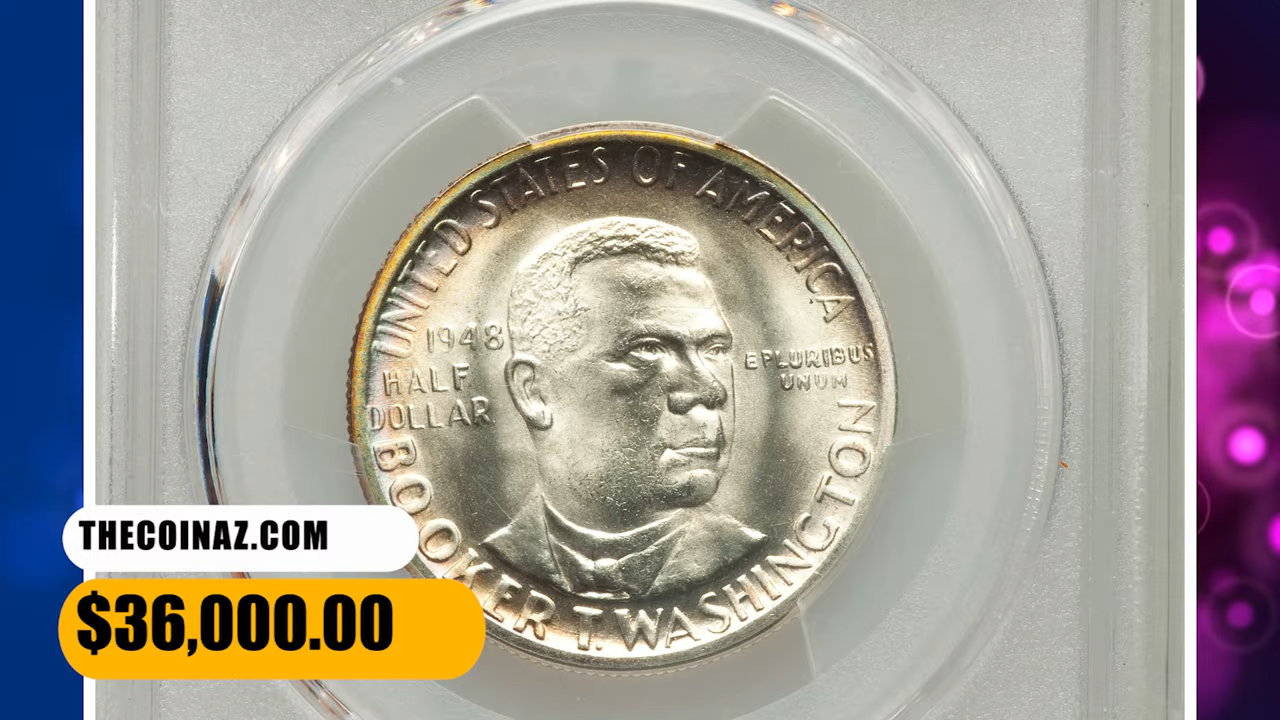 UNITED STATES OF AMERICA
1948
HALF
DOLLAR
E PLURIBUS
UNUM
BOOKER T. WASHINGTON
THECOINAZ.COM
$36,000.00